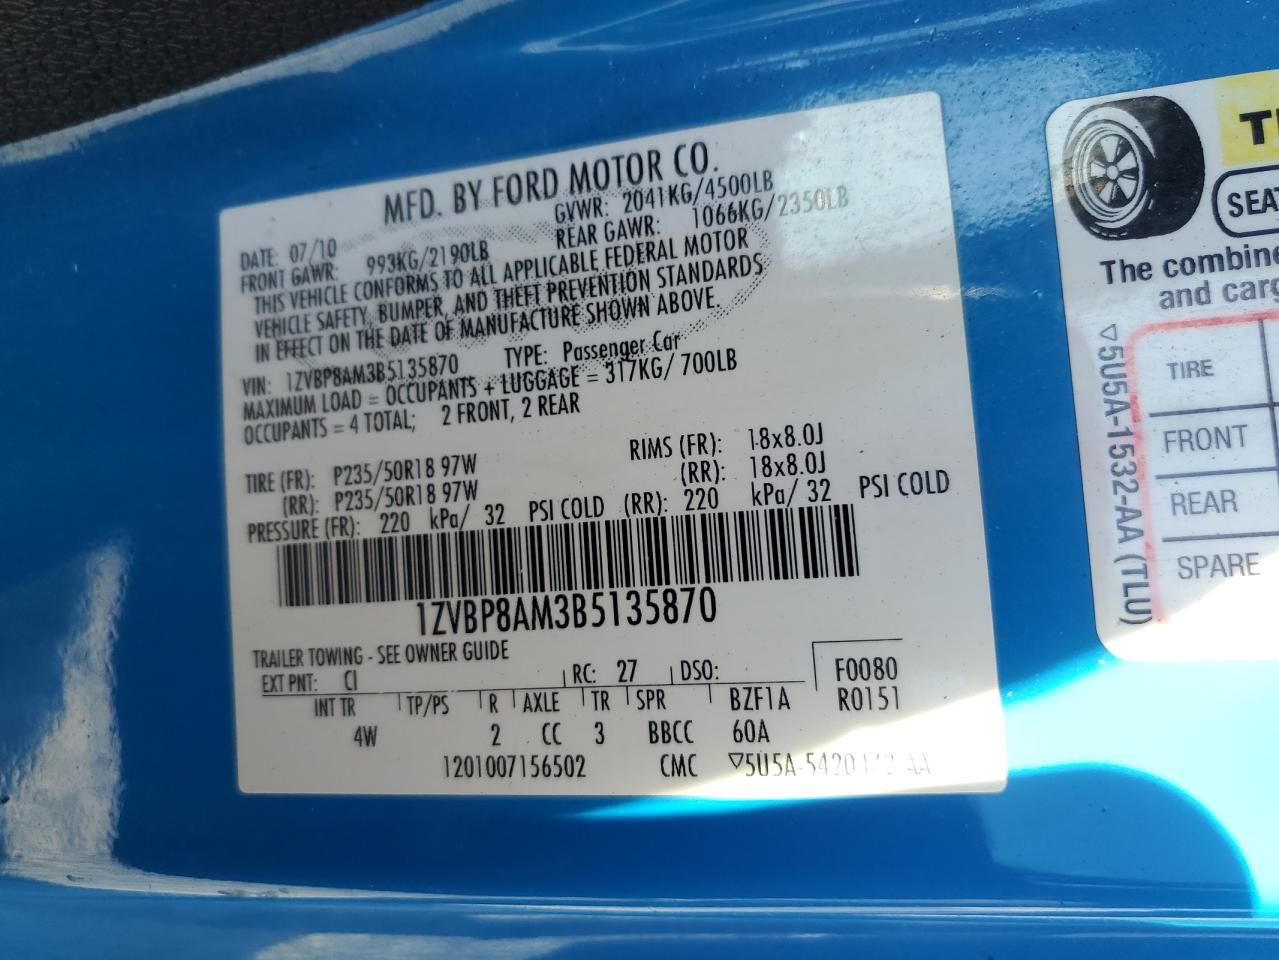 MFD. BY FORD MOTOR CO.
DATE: 07/10 GVWR: 2041KG/4500LB
FRONT GAWR: 993KG/2190LB REAR GAWR: 1066KG/2350LB
THIS VEHICLE CONFORMS TO ALL APPLICABLE FEDERAL MOTOR
VEHICLE SAFETY, BUMPER, AND THEFT PREVENTION STANDARDS
IN EFFECT ON THE DATE OF MANUFACTURE SHOWN ABOVE.
VIN: 1ZVBP8AM3B5135870 TYPE: Passenger Car
MAXIMUM LOAD = OCCUPANTS + LUGGAGE = 317KG/ 700LB
OCCUPANTS = 4 TOTAL; 2 FRONT, 2 REAR
TIRE (FR): P235/50R18 97W RIMS (FR): 18x8.0J
(RR): P235/50R18 97W (RR): 18x8.0J
PRESSURE (FR): 220 kPa/ 32 PSI COLD (RR): 220 kPa/ 32 PSI COLD
1ZVBP8AM3B5135870
TRAILER TOWING - SEE OWNER GUIDE
EXT PNT: CI RC: 27 DSO: F0080
INT TR TP/PS R AXLE TR SPR BZF1A R0151
4W 2 CC 3 BBCC 60A
1201007156502 CMC
SEAT
The combine
and carg
▽5U5A-1532-AA (TLU)
TIRE
FRONT
REAR
SPARE